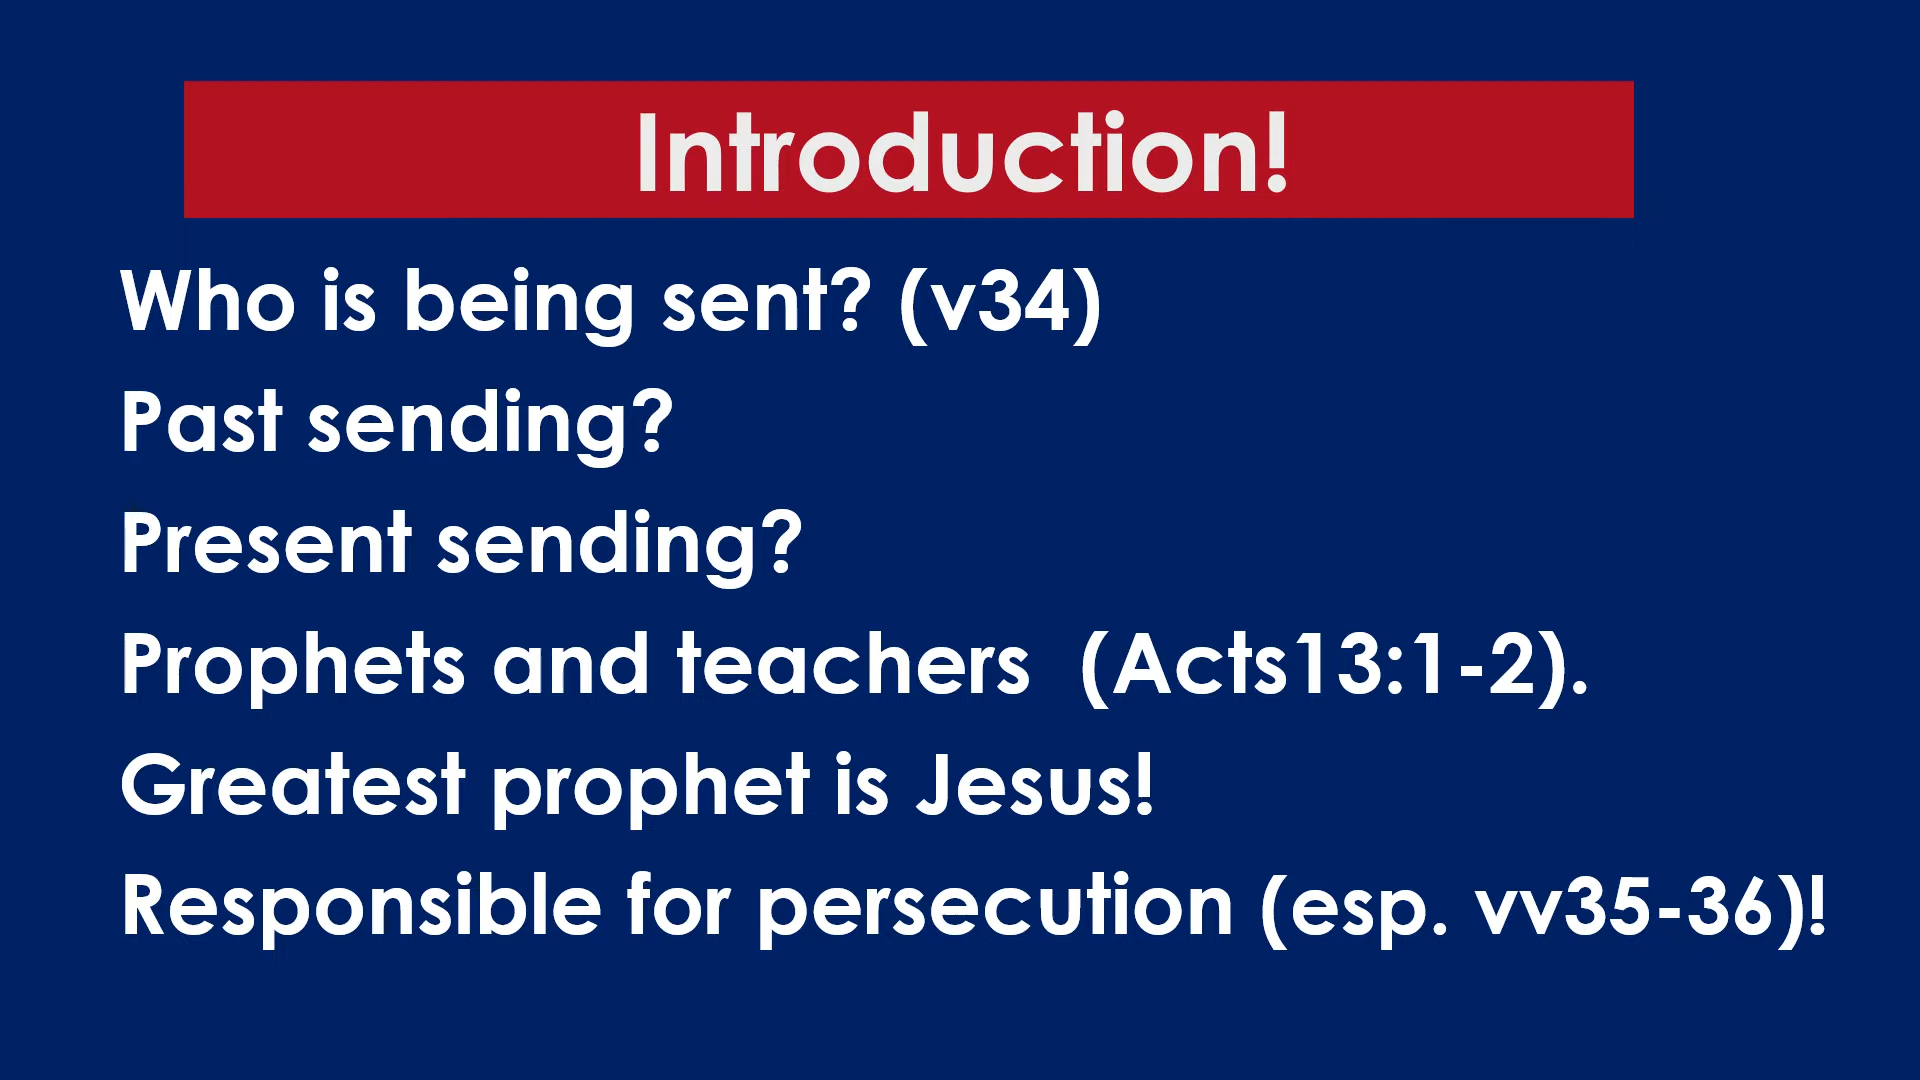 Introduction!
Who is being sent? (v34)
Past sending?
Present sending?
Prophets and teachers  (Acts13:1-2).
Greatest prophet is Jesus!
Responsible for persecution (esp. vv35-36)!